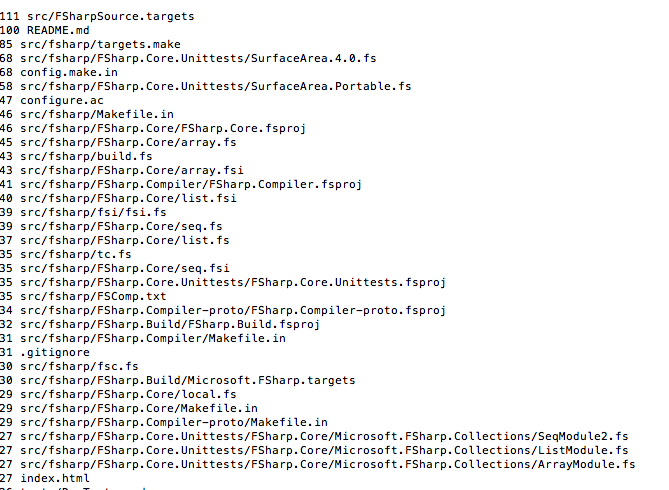 111 src/FSharpSource.targets
100 README.md
85 src/fsharp/targets.make
68 src/fsharp/FSharp.Core.Unittests/SurfaceArea.4.0.fs
68 config.make.in
58 src/fsharp/FSharp.Core.Unittests/SurfaceArea.Portable.fs
47 configure.ac
46 src/fsharp/Makefile.in
46 src/fsharp/FSharp.Core/FSharp.Core.fsproj
45 src/fsharp/FSharp.Core/array.fs
43 src/fsharp/build.fs
43 src/fsharp/FSharp.Core/array.fsi
41 src/fsharp/FSharp.Compiler/FSharp.Compiler.fsproj
40 src/fsharp/FSharp.Core/list.fsi
39 src/fsharp/fsi/fsi.fs
39 src/fsharp/FSharp.Core/seq.fs
37 src/fsharp/FSharp.Core/list.fs
35 src/fsharp/tc.fs
35 src/fsharp/FSharp.Core/seq.fsi
35 src/fsharp/FSharp.Core.Unittests/FSharp.Core.Unittests.fsproj
35 src/fsharp/FSComp.txt
34 src/fsharp/FSharp.Compiler-proto/FSharp.Compiler-proto.fsproj
32 src/fsharp/FSharp.Build/FSharp.Build.fsproj
31 src/fsharp/FSharp.Compiler/Makefile.in
31 .gitignore
30 src/fsharp/fsc.fs
30 src/fsharp/FSharp.Build/Microsoft.FSharp.targets
29 src/fsharp/FSharp.Core/local.fs
29 src/fsharp/FSharp.Core/Makefile.in
29 src/fsharp/FSharp.Compiler-proto/Makefile.in
27 src/fsharp/FSharp.Core.Unittests/FSharp.Core/Microsoft.FSharp.Collections/SeqModule2.fs
27 src/fsharp/FSharp.Core.Unittests/FSharp.Core/Microsoft.FSharp.Collections/ListModule.fs
27 src/fsharp/FSharp.Core.Unittests/FSharp.Core/Microsoft.FSharp.Collections/ArrayModule.fs
27 index.html